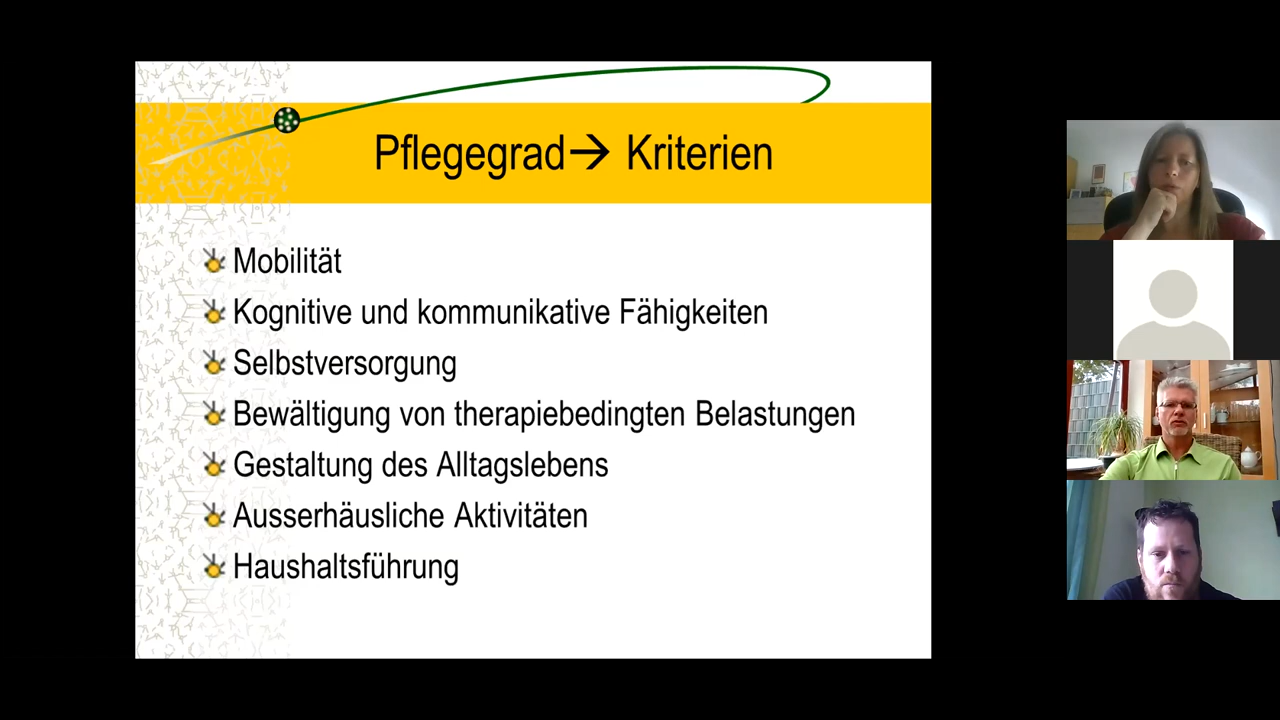 Pflegegrad→ Kriterien
Mobilität
Kognitive und kommunikative Fähigkeiten
Selbstversorgung
Bewältigung von therapiebedingten Belastungen
Gestaltung des Alltagslebens
Ausserhäusliche Aktivitäten
Haushaltsführung